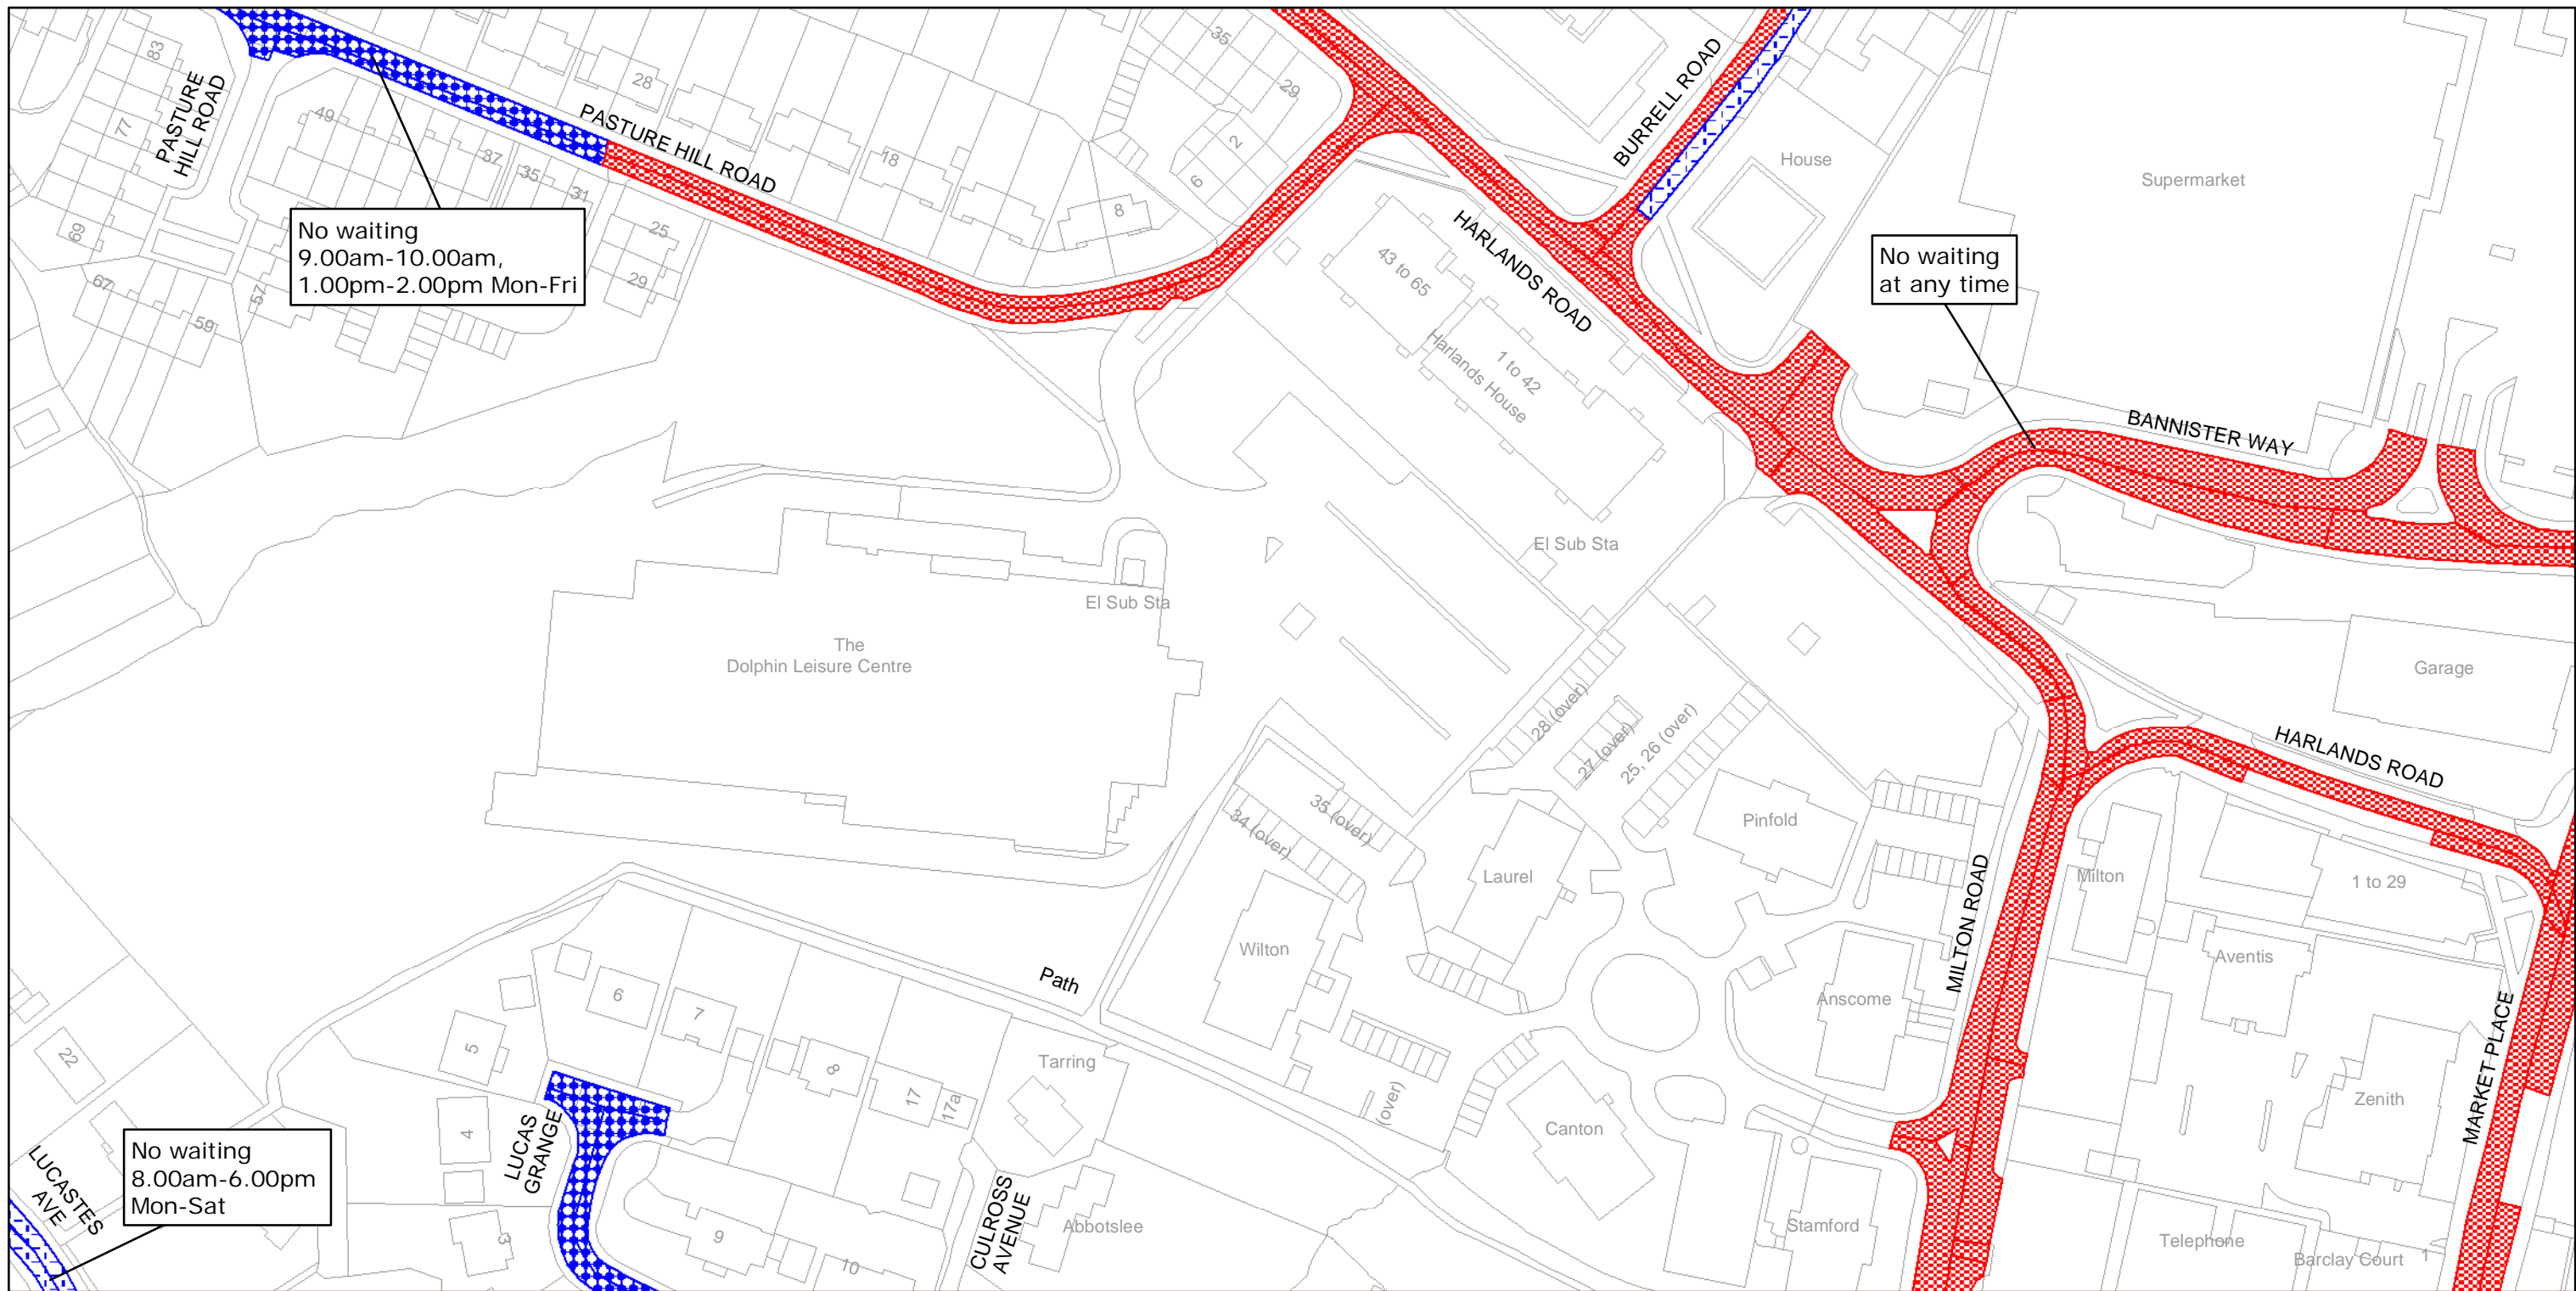 83
77
69
67
59
57
49
37
35
31
25
29
28
18
8
35
29
2
6
PASTURE
HILL ROAD
PASTURE HILL ROAD
No waiting
9.00am-10.00am,
1.00pm-2.00pm Mon-Fri
BURRELL ROAD
House
Supermarket
HARLANDS ROAD
43 to 65
1 to 42
Harlands House
No waiting
at any time
BANNISTER WAY
El Sub Sta
El Sub Sta
The
Dolphin Leisure Centre
Garage
HARLANDS ROAD
28 (over)
27 (over)
25, 26 (over)
35 (over)
34 (over)
Pinfold
Laurel
Wilton
Milton
1 to 29
Aventis
MILTON ROAD
Anscome
Path
MARKET PLACE
Zenith
Canton
(over)
Stamford
Telephone
Barclay Court
1
Tarring
Abbotslee
CULROSS
AVENUE
6
7
5
8
17
17a
4
3
9
10
22
LUCAS
GRANGE
LUCASTES
AVE
No waiting
8.00am-6.00pm
Mon-Sat